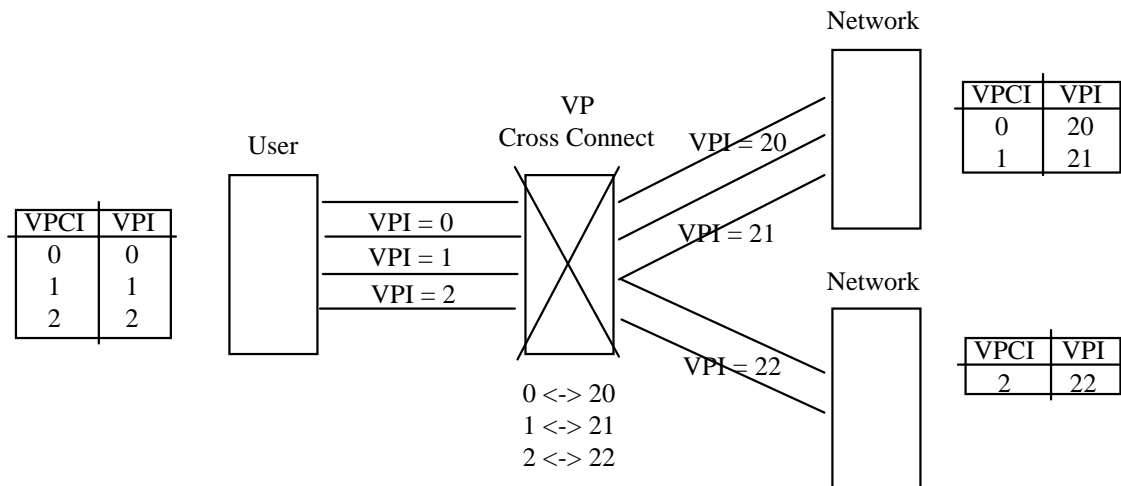 Network
VPCI VPI
0 20
1 21
VP
Cross Connect
User
VPI = 20
VPCI VPI
0 0
1 1
2 2
VPI = 0
VPI = 1
VPI = 2
VPI = 21
Network
VPI = 22
VPCI VPI
2 22
0 <-> 20
1 <-> 21
2 <-> 22